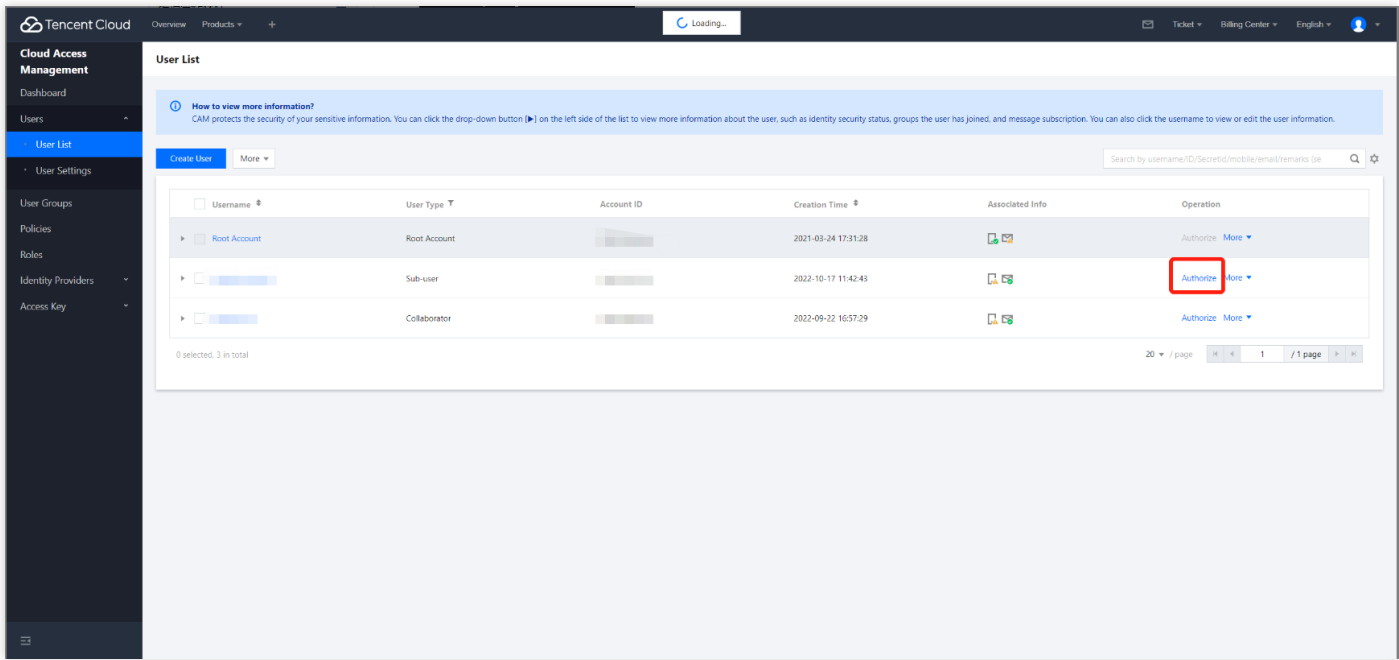 Tencent Cloud Overview Products + Loading... Ticket Billing Center English
Cloud Access Management
Dashboard
Users
User List
User Settings
User Groups
Policies
Roles
Identity Providers
Access Key
User List
How to view more information?
CAM protects the security of your sensitive information. You can click the drop-down button [▶] on the left side of the list to view more information about the user, such as identity security status, groups the user has joined, and message subscription. You can also click the username to view or edit the user information.
Create User More Search by username/ID/SecretId/mobile/email/remarks (se
Username User Type Account ID Creation Time Associated Info Operation
Root Account Root Account 2021-03-24 17:31:28 Authorize More
Sub-user 2022-10-17 11:42:43 Authorize More
Collaborator 2022-09-22 16:57:29 Authorize More
0 selected, 3 in total 20 / page 1 / 1 page